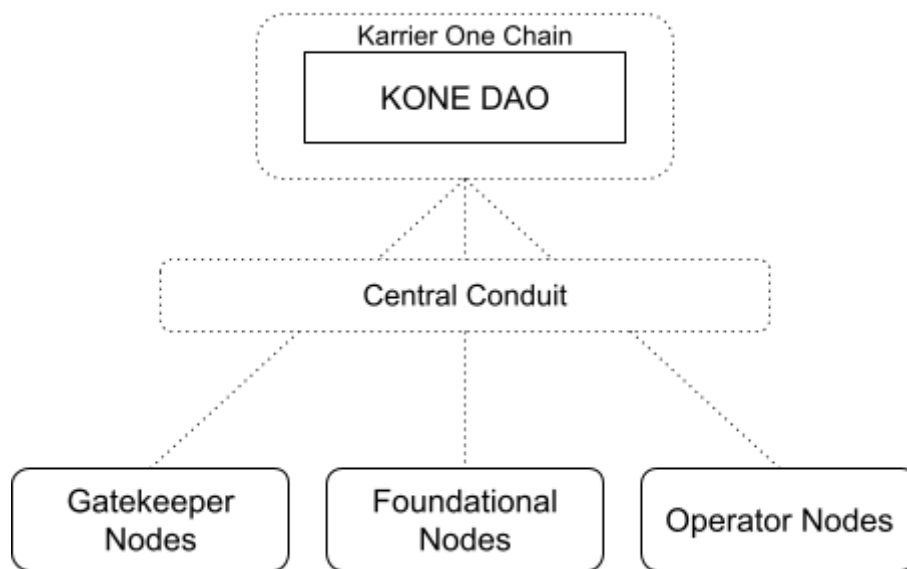 Karrier One Chain
KONE DAO
Central Conduit
Gatekeeper
Nodes
Foundational
Nodes
Operator Nodes